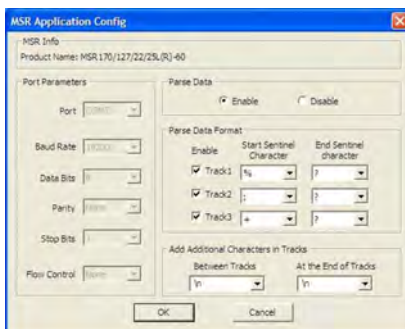 MSR Application Config
MSR Info
Product Name: MSR170/127/22/25L(R)-60
Port Parameters
Port
Baud Rate
Data Bits
Parity
Stop Bits
Flow Control
Parse Data
Enable
Disable
Parse Data Format
Enable
Start Sentinel Character
End Sentinel character
Track1 % ?
Track2 ; ?
Track3 + ?
Add Additional Characters in Tracks
Between Tracks
At the End of Tracks
\n
\n
OK
Cancel